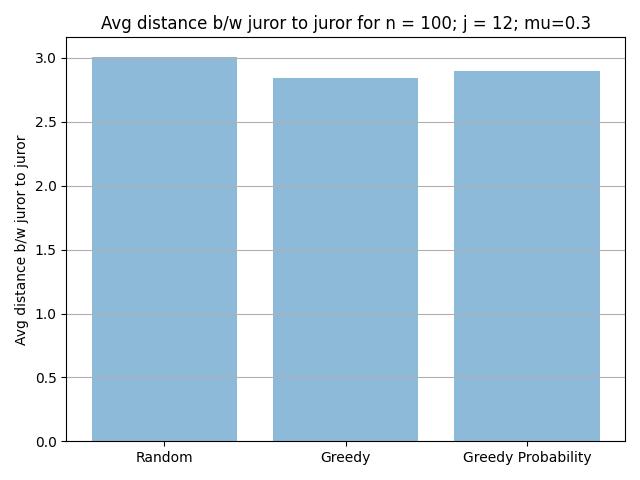 Avg distance b/w juror to juror for n = 100; j = 12; mu=0.3
Avg distance b/w juror to juror
3.0
2.5
2.0
1.5
1.0
0.5
0.0
Random
Greedy
Greedy Probability